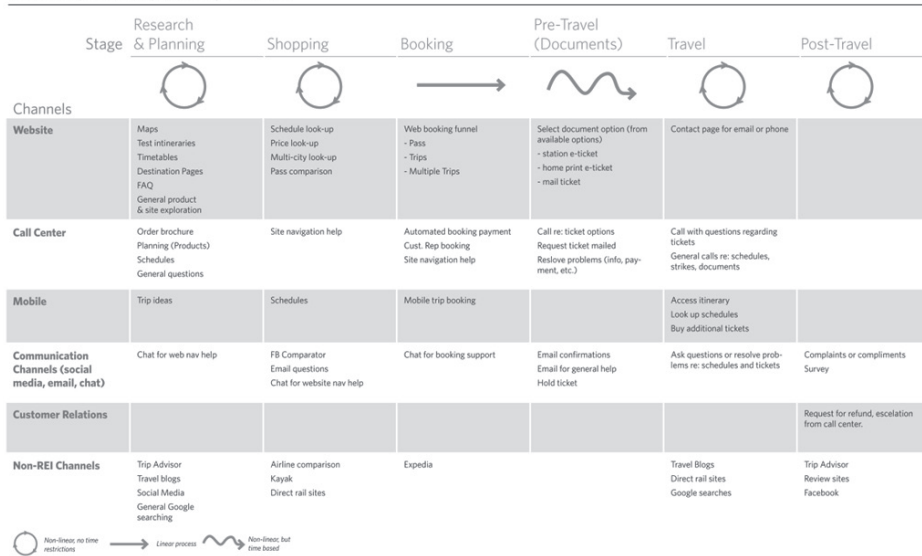 Stage
Research
& Planning
Shopping
Booking
Pre-Travel
(Documents)
Travel
Post-Travel
Channels
Website
Maps
Test intineraries
Timetables
Destination Pages
FAQ
General product
& site exploration
Schedule look-up
Price look-up
Multi-city look-up
Pass comparison
Web booking funnel
- Pass
- Trips
- Multiple Trips
Select document option (from
available options)
- station e-ticket
- home print e-ticket
- mail ticket
Contact page for email or phone
Call Center
Order brochure
Planning (Products)
Schedules
General questions
Site navigation help
Automated booking payment
Cust. Rep booking
Site navigation help
Call re: ticket options
Request ticket mailed
Reslove problems (info, pay-
ment, etc.)
Call with questions regarding
tickets
General calls re: schedules,
strikes, documents
Mobile
Trip ideas
Schedules
Mobile trip booking
Access itinerary
Look up schedules
Buy additional tickets
Communication
Channels (social
media, email, chat)
Chat for web nav help
FB Comparator
Email questions
Chat for website nav help
Chat for booking support
Email confirmations
Email for general help
Hold ticket
Ask questions or resolve prob-
lems re: schedules and tickets
Complaints or compliments
Survey
Customer Relations
Request for refund, escelation
from call center.
Non-REI Channels
Trip Advisor
Travel blogs
Social Media
General Google
searching
Airline comparison
Kayak
Direct rail sites
Expedia
Travel Blogs
Direct rail sites
Google searches
Trip Advisor
Review sites
Facebook
Non-linear, no time
restrictions
Linear process
Non-linear, but
time based